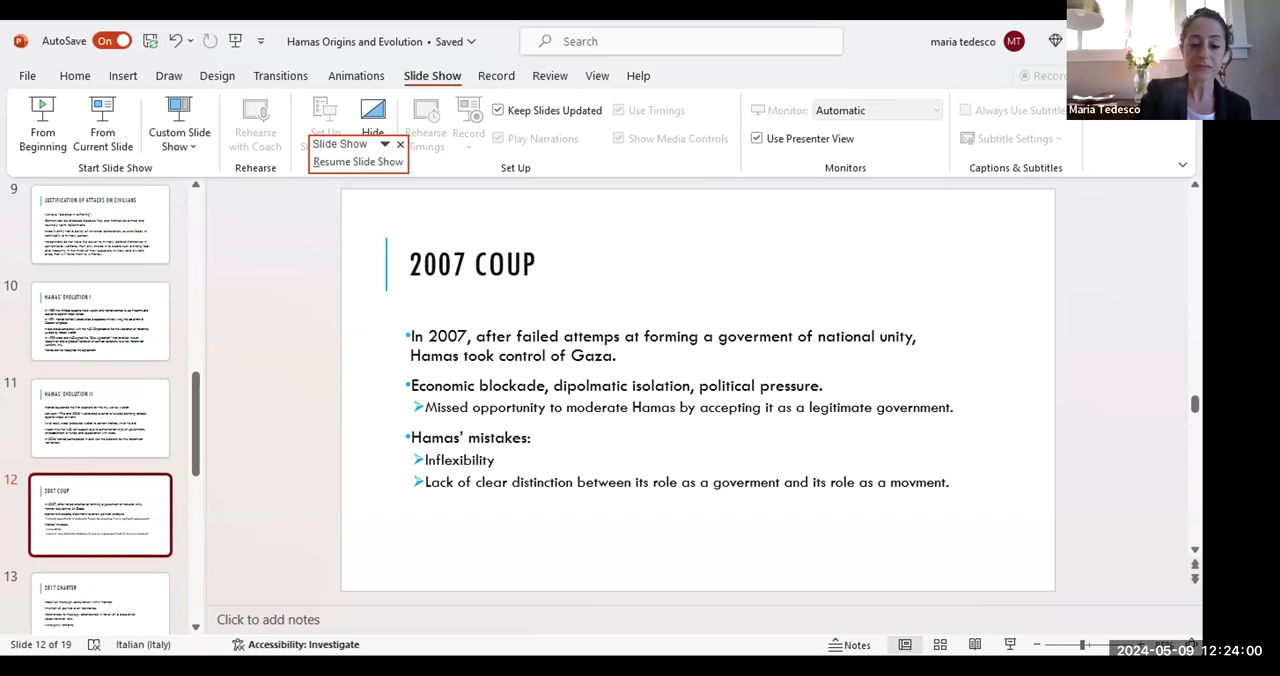 AutoSave On Hamas Origins and Evolution • Saved Search maria tedesco MT
File Home Insert Draw Design Transitions Animations Slide Show Record Review View Help Record
Maria Tedesco
From Beginning
From Current Slide
Custom Slide Show
Rehearse with Coach
Set Up
Hide
Rehearse Timings
Record
Keep Slides Updated
Use Timings
Play Narrations
Show Media Controls
Monitor: Automatic
Use Presenter View
Always Use Subtitle
Subtitle Settings
Slide Show
Resume Slide Show
Start Slide Show Rehearse Set Up Monitors Captions & Subtitles
9
JUSTIFICATION OF ATTACKS ON CIVILIANS
10
HAMAS' EVOLUTION I
11
HAMAS' EVOLUTION II
12
2007 COUP
13
2017 CHARTER
2007 COUP
•In 2007, after failed attemps at forming a goverment of national unity,
Hamas took control of Gaza.
•Economic blockade, dipolmatic isolation, political pressure.
➢Missed opportunity to moderate Hamas by accepting it as a legitimate government.
•Hamas' mistakes:
➢Inflexibility
➢Lack of clear distinction between its role as a goverment and its role as a movment.
Click to add notes
Slide 12 of 19 Italian (Italy) Accessibility: Investigate Notes
2024-05-09 12:24:00